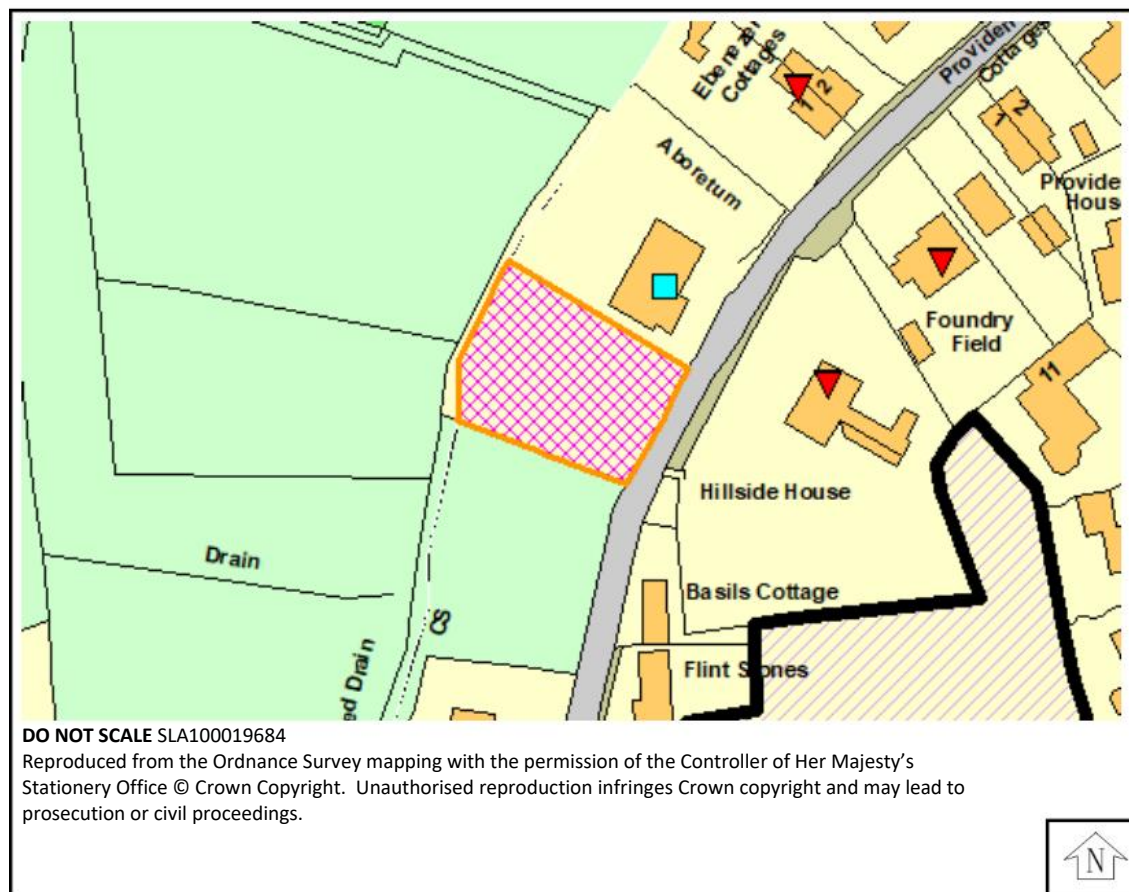 Ebenezer
Cottages
1
2
Providen
Cottages
1
2
Aboretum
Provide
Hous
Foundry
Field
11
Hillside House
Drain
Basils Cottage
CS
ed Drain
Flint Stones
DO NOT SCALE SLA100019684
Reproduced from the Ordnance Survey mapping with the permission of the Controller of Her Majesty’s
Stationery Office © Crown Copyright.  Unauthorised reproduction infringes Crown copyright and may lead to
prosecution or civil proceedings.
N